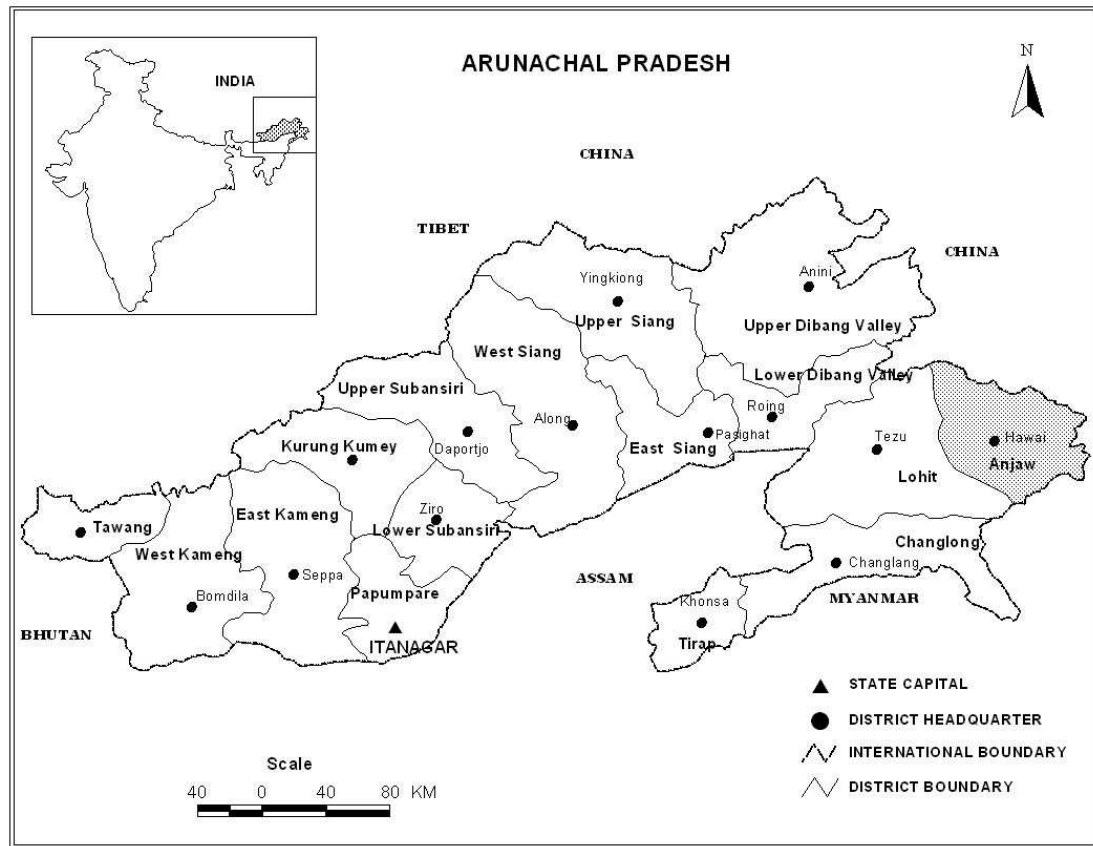 ARUNACHAL PRADESH
N
INDIA
CHINA
TIBET
CHINA
Anini
Yingkiong
Upper Siang
Upper Dibang Valley
West Siang
Lower Dibang Valley
Upper Subansiri
Roing
Along
Pasighat
Tezu
Hawai
Kurung Kumey
Daportjo
East Siang
Anjaw
Lohit
Ziro
East Kameng
Tawang
Lower Subansiri
West Kameng
Changlong
Changlang
Seppa
ASSAM
Papumpare
MYANMAR
Bomdila
Khonsa
BHUTAN
ITANAGAR
Tirap
STATE CAPITAL
DISTRICT HEADQUARTER
INTERNATIONAL BOUNDARY
DISTRICT BOUNDARY
Scale
40 0 40 80 KM